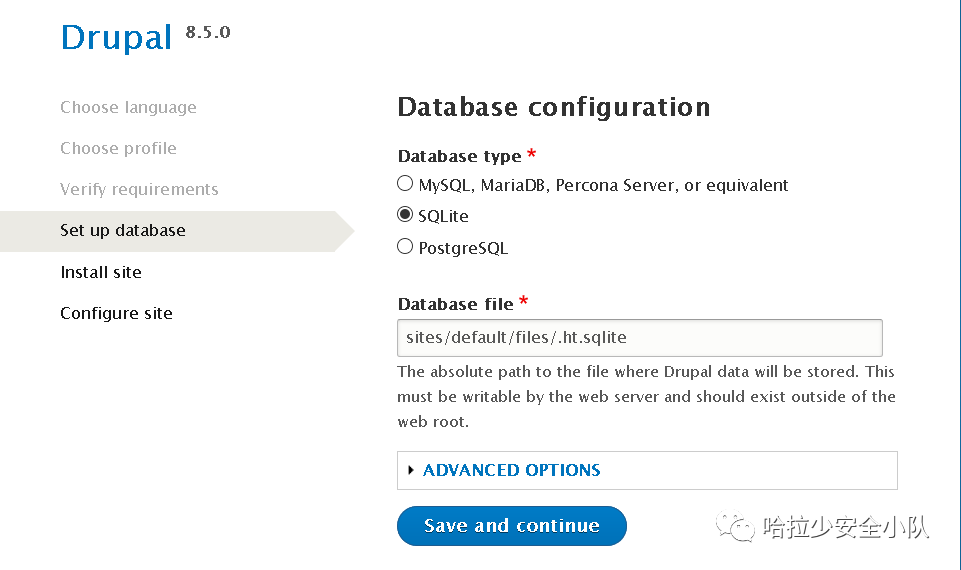 Drupal 8.5.0
Choose language
Choose profile
Verify requirements
Set up database
Install site
Configure site
Database configuration
Database type *
MySQL, MariaDB, Percona Server, or equivalent
SQLite
PostgreSQL
Database file *
sites/default/files/.ht.sqlite
The absolute path to the file where Drupal data will be stored. This
must be writable by the web server and should exist outside of the
web root.
ADVANCED OPTIONS
Save and continue
哈拉少安全小队